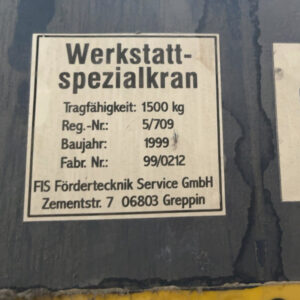 Werkstatt-
spezialkran
Tragfähigkeit: 1500 kg
Reg.-Nr.: 5/709
Baujahr: 1999
Fabr. Nr.: 99/0212
FIS Fördertechnik Service GmbH
Zementstr. 7 06803 Greppin